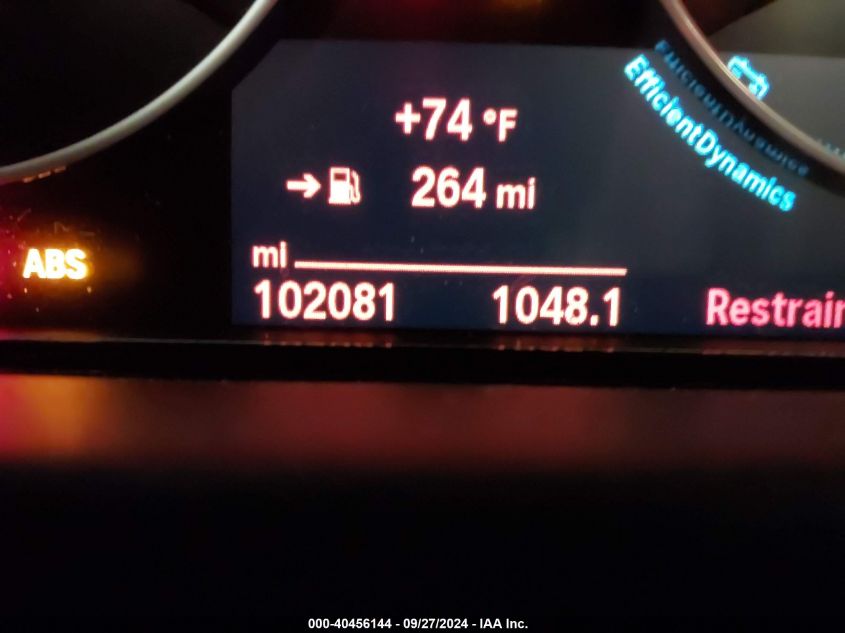 +74 °F
264 mi
mi
102081 1048.1
ABS
EfficientDynamics
Restrain
000-40456144 - 09/27/2024 - IAA Inc.